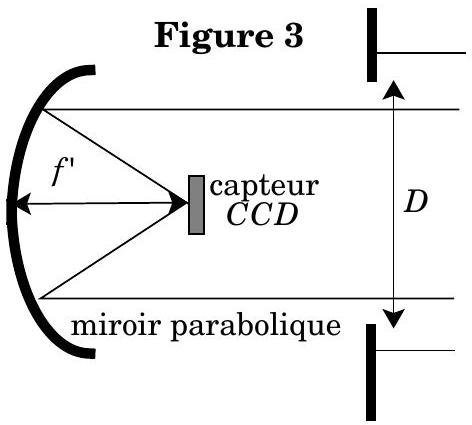 Figure 3
f'
capteur
CCD
D
miroir parabolique